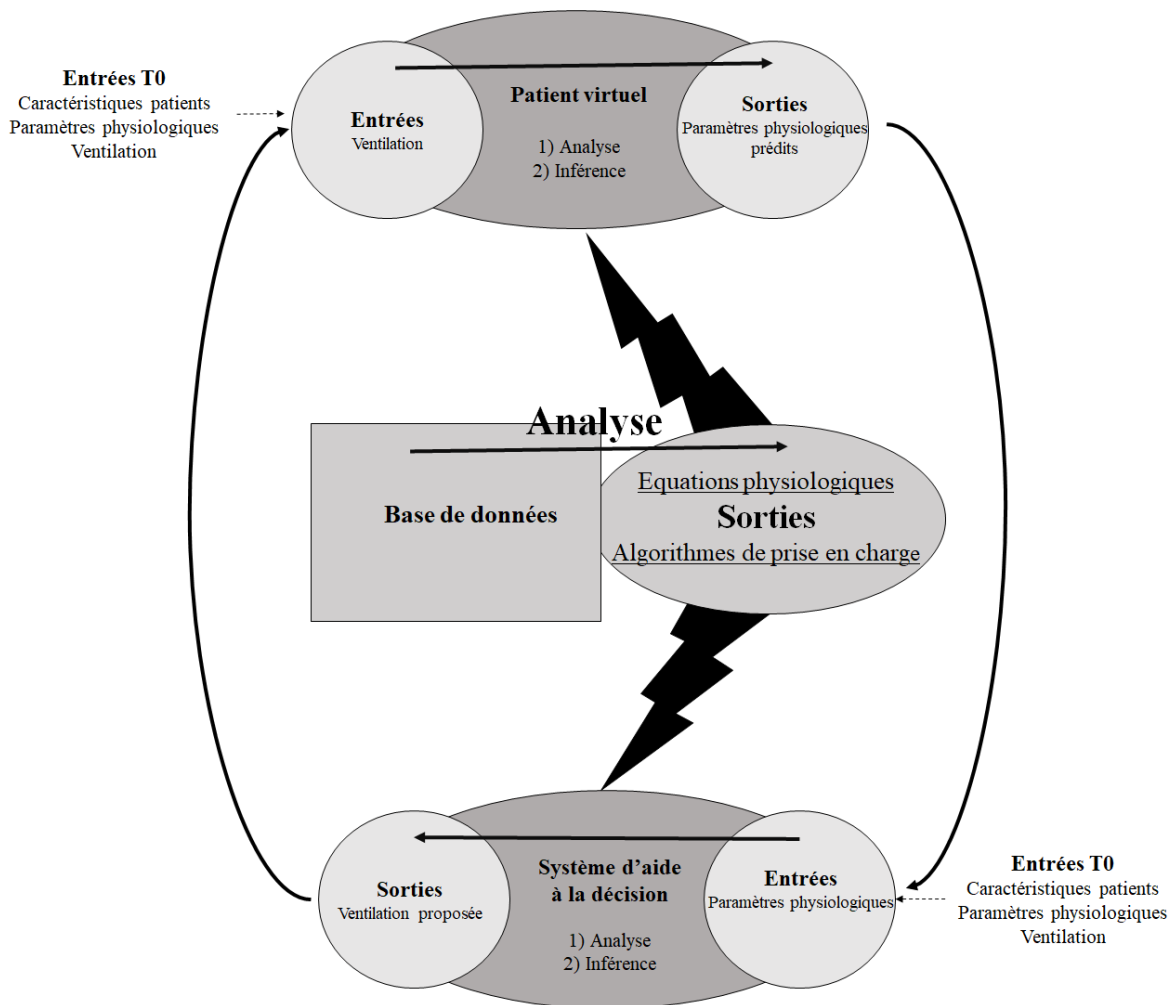 Entrées T0
Caractéristiques patients
Paramètres physiologiques
Ventilation
Entrées
Ventilation
Patient virtuel
1) Analyse
2) Inférence
Sorties
Paramètres physiologiques
prédits
Analyse
Base de données
Equations physiologiques
Sorties
Algorithmes de prise en charge
Sorties
Ventilation proposée
Système d’aide
à la décision
1) Analyse
2) Inférence
Entrées
Paramètres physiologiques
Entrées T0
Caractéristiques patients
Paramètres physiologiques
Ventilation